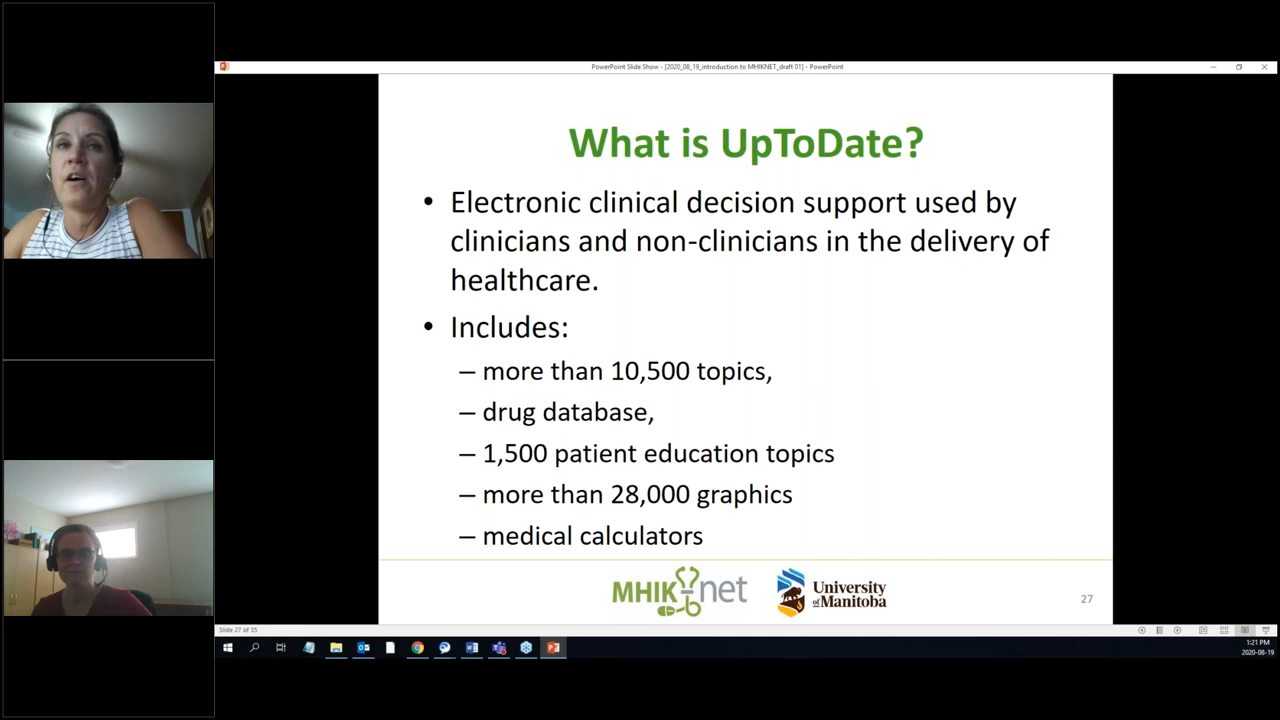 PowerPoint Slide Show - [2020_08_19_introduction to MHIKNET_draft 01] - PowerPoint
What is UpToDate?
• Electronic clinical decision support used by
clinicians and non-clinicians in the delivery of
healthcare.
• Includes:
– more than 10,500 topics,
– drug database,
– 1,500 patient education topics
– more than 28,000 graphics
– medical calculators
MHIKnet
University
of Manitoba
27
Slide 27 of 35
1:21 PM
2020-08-19